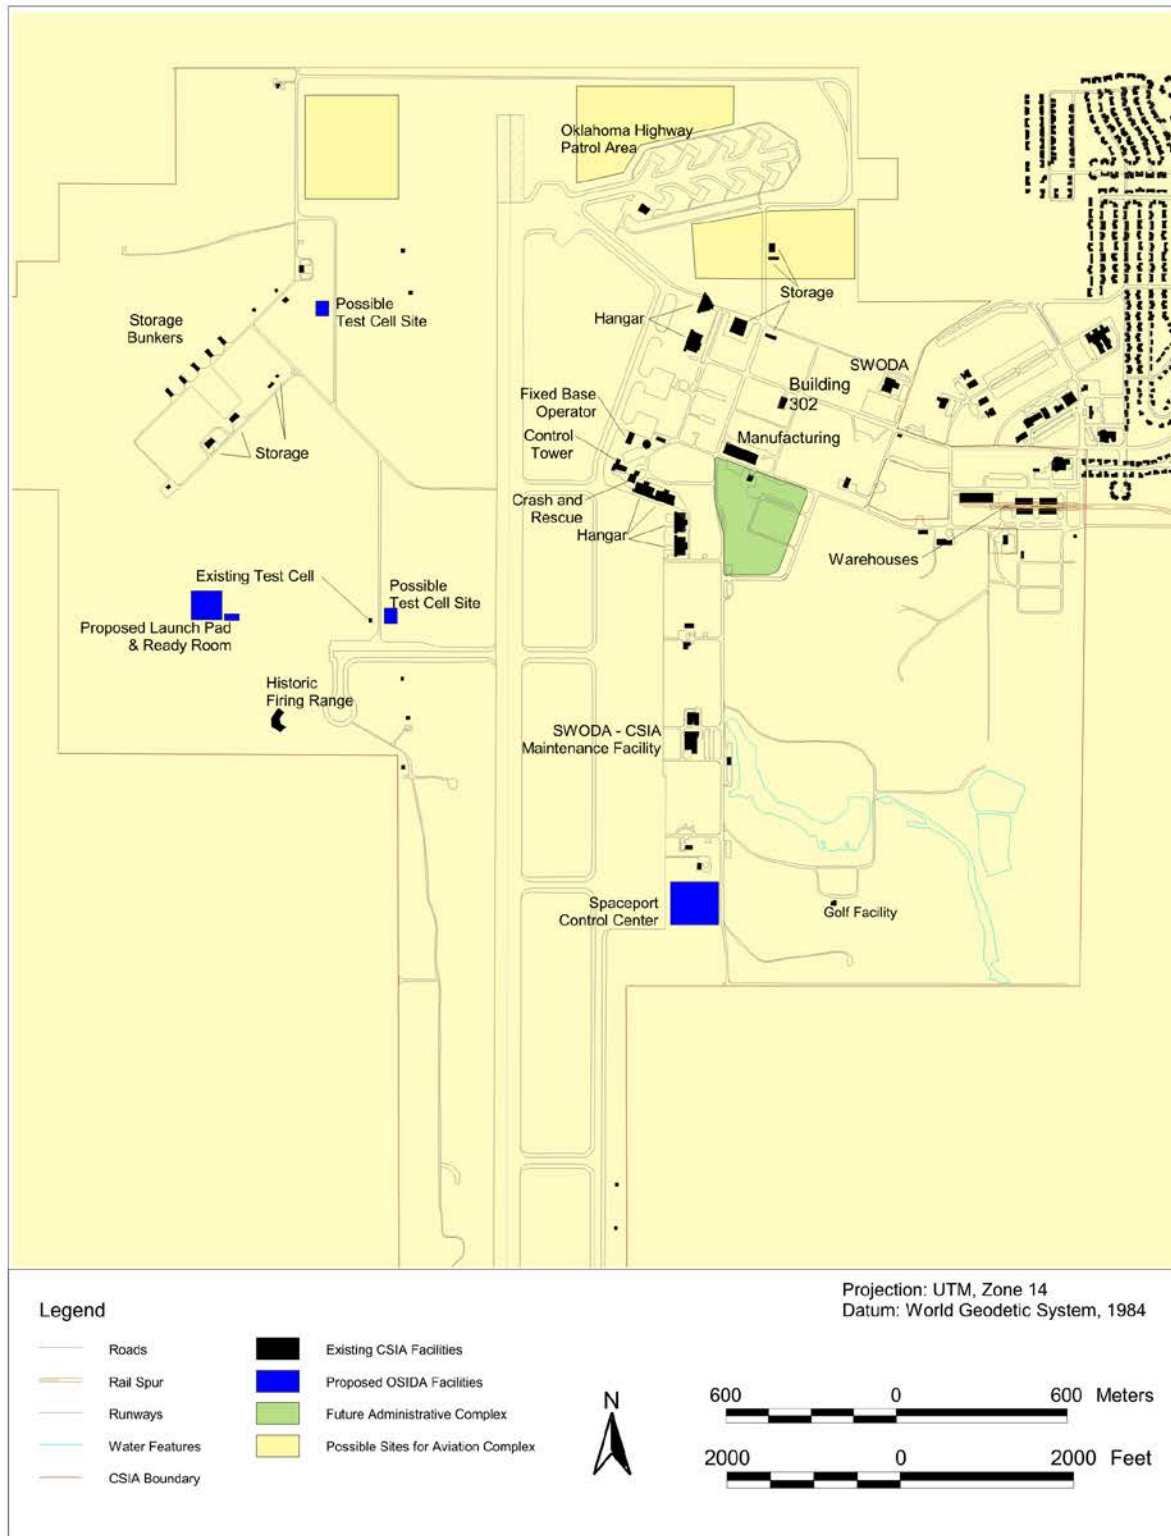 Oklahoma Highway
Patrol Area
Possible
Test Cell Site
Storage
Bunkers
Storage
Hangar
SWODA
Building
302
Fixed Base
Operator
Control
Tower
Manufacturing
Storage
Crash and
Rescue
Hangar
Warehouses
Existing Test Cell
Possible
Test Cell Site
Proposed Launch Pad
& Ready Room
Historic
Firing Range
SWODA - CSIA
Maintenance Facility
Spaceport
Control Center
Golf Facility
Projection: UTM, Zone 14
Datum: World Geodetic System, 1984
Legend
Roads
Rail Spur
Runways
Water Features
CSIA Boundary
Existing CSIA Facilities
Proposed OSIDA Facilities
Future Administrative Complex
Possible Sites for Aviation Complex
N
600 0 600 Meters
2000 0 2000 Feet